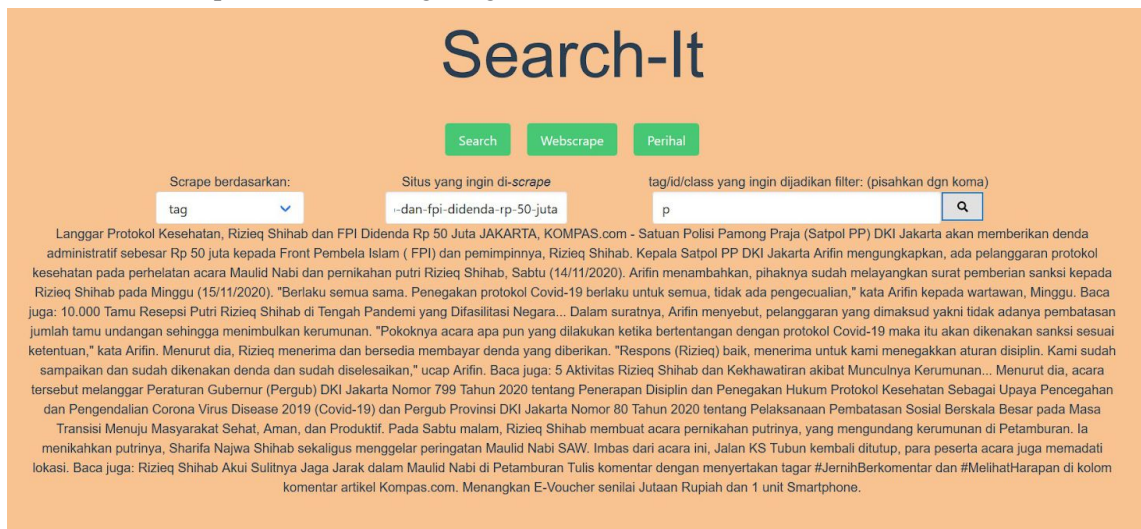 Search-It
Search Webscrape Perihal
Scrape berdasarkan: Situs yang ingin di-scrape tag/id/class yang ingin dijadikan filter: (pisahkan dgn koma)
tag -dan-fpi-didenda-rp-50-juta p
Langgar Protokol Kesehatan, Rizieq Shihab dan FPI Didenda Rp 50 Juta JAKARTA, KOMPAS.com - Satuan Polisi Pamong Praja (Satpol PP) DKI Jakarta akan memberikan denda
administratif sebesar Rp 50 juta kepada Front Pembela Islam ( FPI) dan pemimpinnya, Rizieq Shihab. Kepala Satpol PP DKI Jakarta Arifin mengungkapkan, ada pelanggaran protokol
kesehatan pada perhelatan acara Maulid Nabi dan pernikahan putri Rizieq Shihab, Sabtu (14/11/2020). Arifin menambahkan, pihaknya sudah melayangkan surat pemberian sanksi kepada
Rizieq Shihab pada Minggu (15/11/2020). "Berlaku semua sama. Penegakan protokol Covid-19 berlaku untuk semua, tidak ada pengecualian," kata Arifin kepada wartawan, Minggu. Baca
juga: 10.000 Tamu Resepsi Putri Rizieq Shihab di Tengah Pandemi yang Difasilitasi Negara... Dalam suratnya, Arifin menyebut, pelanggaran yang dimaksud yakni tidak adanya pembatasan
jumlah tamu undangan sehingga menimbulkan kerumunan. "Pokoknya acara apa pun yang dilakukan ketika bertentangan dengan protokol Covid-19 maka itu akan dikenakan sanksi sesuai
ketentuan," kata Arifin. Menurut dia, Rizieq menerima dan bersedia membayar denda yang diberikan. "Respons (Rizieq) baik, menerima untuk kami menegakkan aturan disiplin. Kami sudah
sampaikan dan sudah dikenakan denda dan sudah diselesaikan," ucap Arifin. Baca juga: 5 Aktivitas Rizieq Shihab dan Kekhawatiran akibat Munculnya Kerumunan... Menurut dia, acara
tersebut melanggar Peraturan Gubernur (Pergub) DKI Jakarta Nomor 799 Tahun 2020 tentang Penerapan Disiplin dan Penegakan Hukum Protokol Kesehatan Sebagai Upaya Pencegahan
dan Pengendalian Corona Virus Disease 2019 (Covid-19) dan Pergub Provinsi DKI Jakarta Nomor 80 Tahun 2020 tentang Pelaksanaan Pembatasan Sosial Berskala Besar pada Masa
Transisi Menuju Masyarakat Sehat, Aman, dan Produktif. Pada Sabtu malam, Rizieq Shihab membuat acara pernikahan putrinya, yang mengundang kerumunan di Petamburan. Ia
menikahkan putrinya, Sharifa Najwa Shihab sekaligus menggelar peringatan Maulid Nabi SAW. Imbas dari acara ini, Jalan KS Tubun kembali ditutup, para peserta acara juga memadati
lokasi. Baca juga: Rizieq Shihab Akui Sulitnya Jaga Jarak dalam Maulid Nabi di Petamburan Tulis komentar dengan menyertakan tagar #JernihBerkomentar dan #MelihatHarapan di kolom
komentar artikel Kompas.com. Menangkan E-Voucher senilai Jutaan Rupiah dan 1 unit Smartphone.